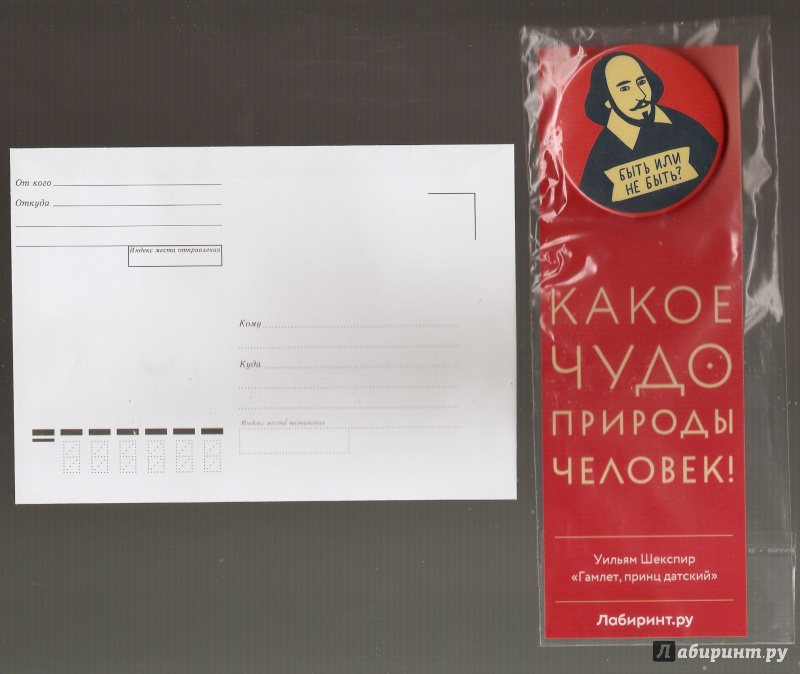 От кого
Откуда
Индекс места отправления
Кому
Куда
Индекс места назначения
БЫТЬ ИЛИ
НЕ БЫТЬ?
КАКОЕ
ЧУДО
ПРИРОДЫ
ЧЕЛОВЕК!
Уильям Шекспир
«Гамлет, принц датский»
Лабиринт.ру
Лабиринт.ру